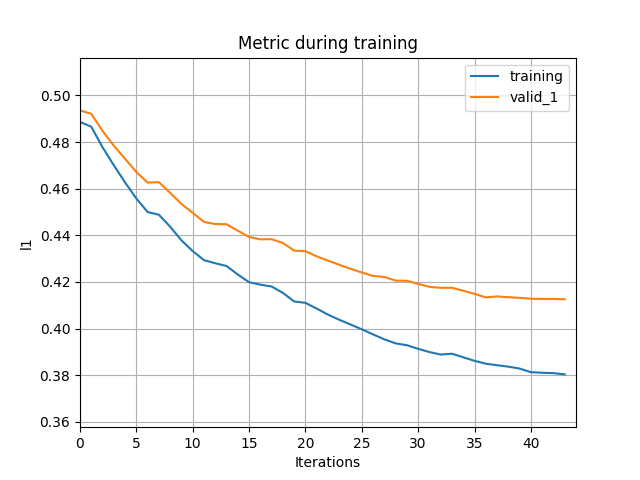 Metric during training
training
valid_1
0.50
0.48
0.46
0.44
0.42
0.40
0.38
0.36
l1
0 5 10 15 20 25 30 35 40
Iterations